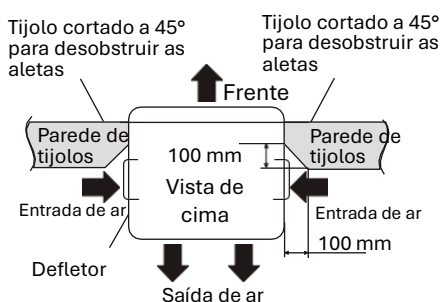 Tijolo cortado a 45°
para desobstruir as
aletas
Tijolo cortado a 45°
para desobstruir as
aletas
Frente
Parede de
tijolos
100 mm
Parede de
tijolos
Vista de
cima
Entrada de ar
Entrada de ar
100 mm
Defletor
Saída de ar